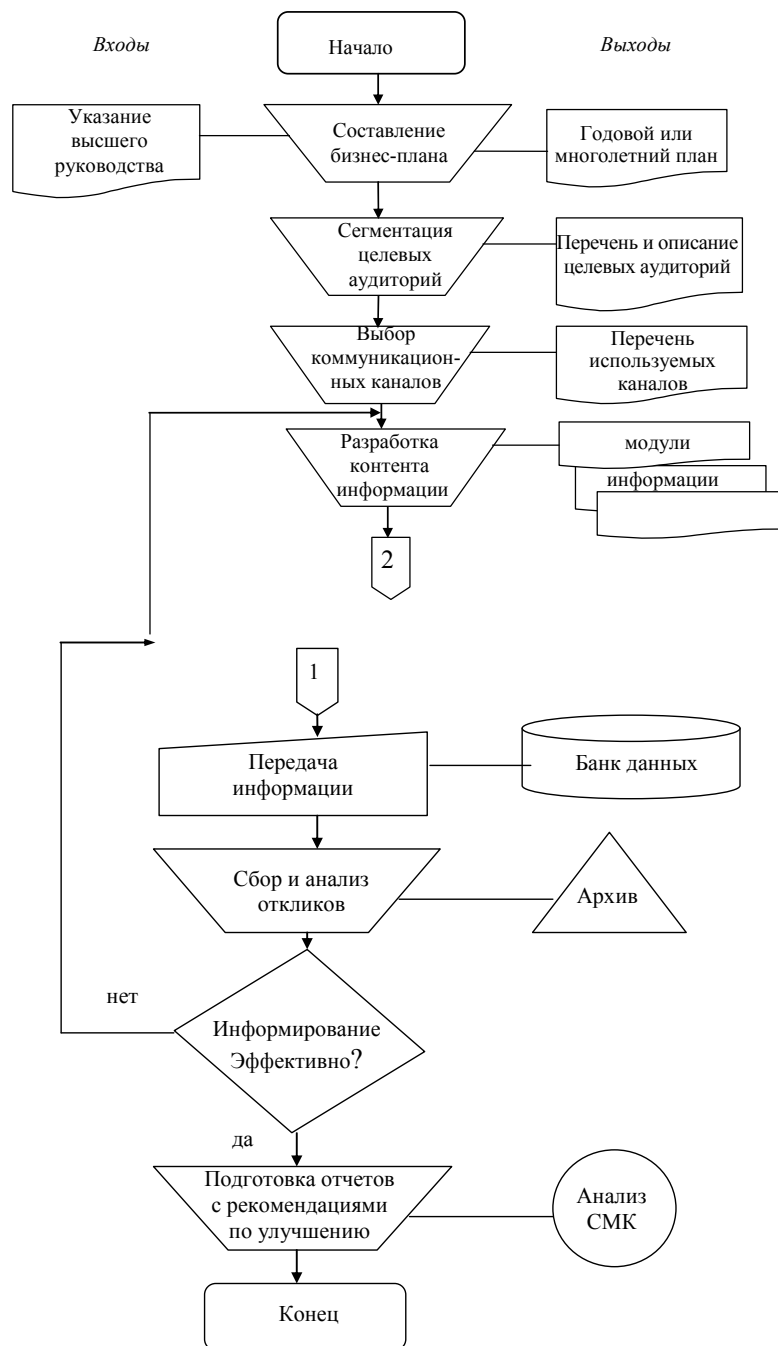 Входы
Начало
Выходы
Указание
высшего
руководства
Составление
бизнес-плана
Годовой или
многолетний план
Сегментация
целевых
аудиторий
Перечень и описание
целевых аудиторий
Выбор
коммуникацион-
ных каналов
Перечень
используемых
каналов
Разработка
контента
информации
модули
информации
2
1
Передача
информации
Банк данных
Сбор и анализ
откликов
Архив
нет
Информирование
Эффективно?
да
Подготовка отчетов
с рекомендациями
по улучшению
Анализ
СМК
Конец